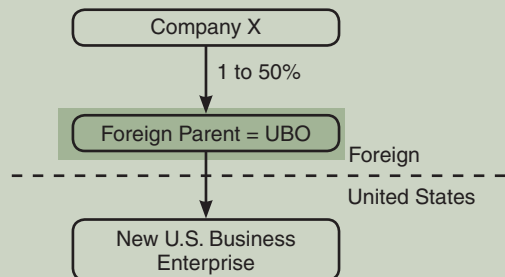 Company X
1 to 50%
Foreign Parent = UBO
Foreign
United States
New U.S. Business
Enterprise